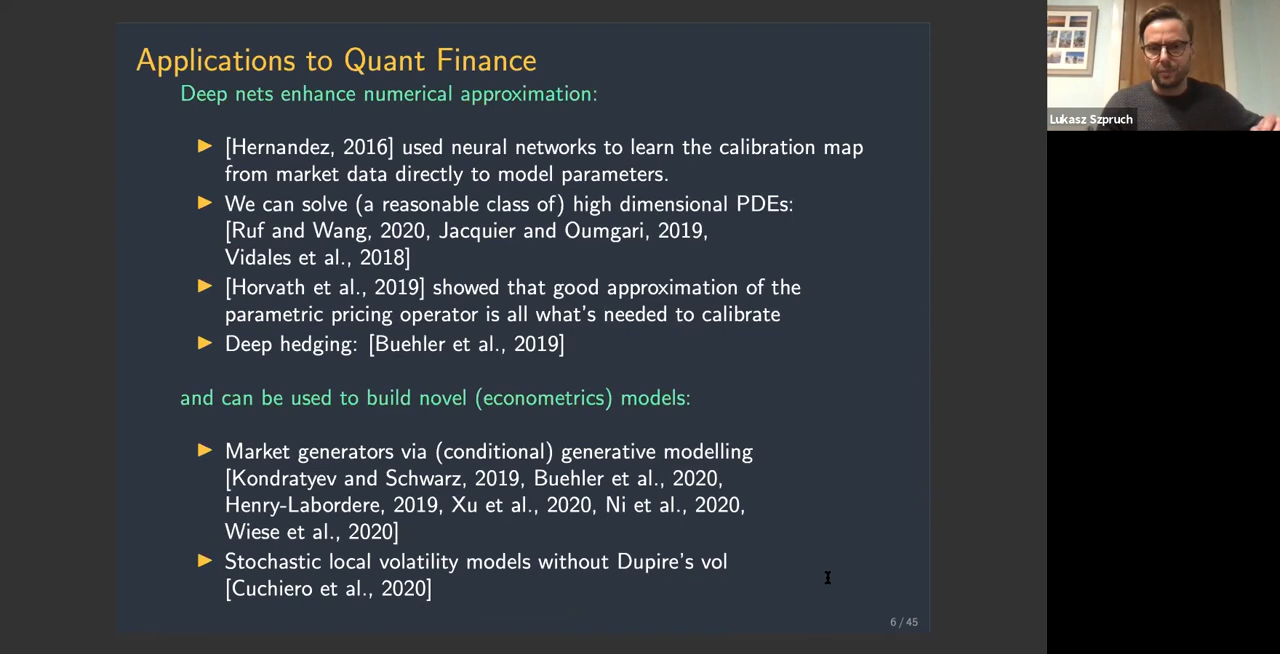 Applications to Quant Finance
Deep nets enhance numerical approximation:
► [Hernandez, 2016] used neural networks to learn the calibration map
from market data directly to model parameters.
► We can solve (a reasonable class of) high dimensional PDEs:
[Ruf and Wang, 2020, Jacquier and Oumgari, 2019,
Vidales et al., 2018]
► [Horvath et al., 2019] showed that good approximation of the
parametric pricing operator is all what's needed to calibrate
► Deep hedging: [Buehler et al., 2019]
and can be used to build novel (econometrics) models:
► Market generators via (conditional) generative modelling
[Kondratyev and Schwarz, 2019, Buehler et al., 2020,
Henry-Labordere, 2019, Xu et al., 2020, Ni et al., 2020,
Wiese et al., 2020]
► Stochastic local volatility models without Dupire's vol
[Cuchiero et al., 2020]
6 / 45
Lukasz Szpruch